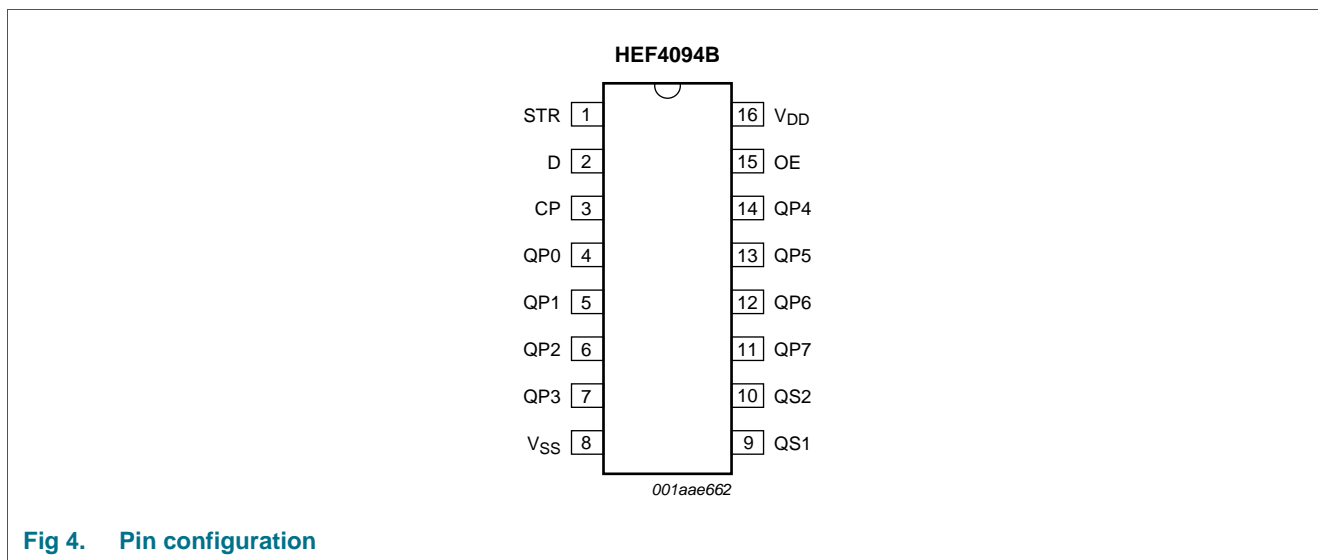 HEF4094B
STR 1 16 VDD
D 2 15 OE
CP 3 14 QP4
QP0 4 13 QP5
QP1 5 12 QP6
QP2 6 11 QP7
QP3 7 10 QS2
VSS 8 9 QS1
001aae662
Fig 4. Pin configuration